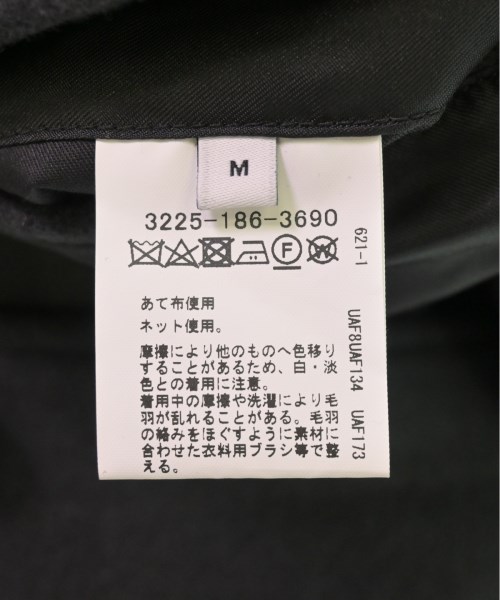 M
3225-186-3690
F
W
あて布使用
ネット使用。
摩擦により他のものへ色移り
することがあるため、白・淡
色との着用に注意。
着用中の摩擦や洗濯により毛
羽が乱れることがある。毛羽
の絡みをほぐすように素材に
合わせた衣料用ブラシ等で整
える。
621-1
UAF8UAF134 UAF173